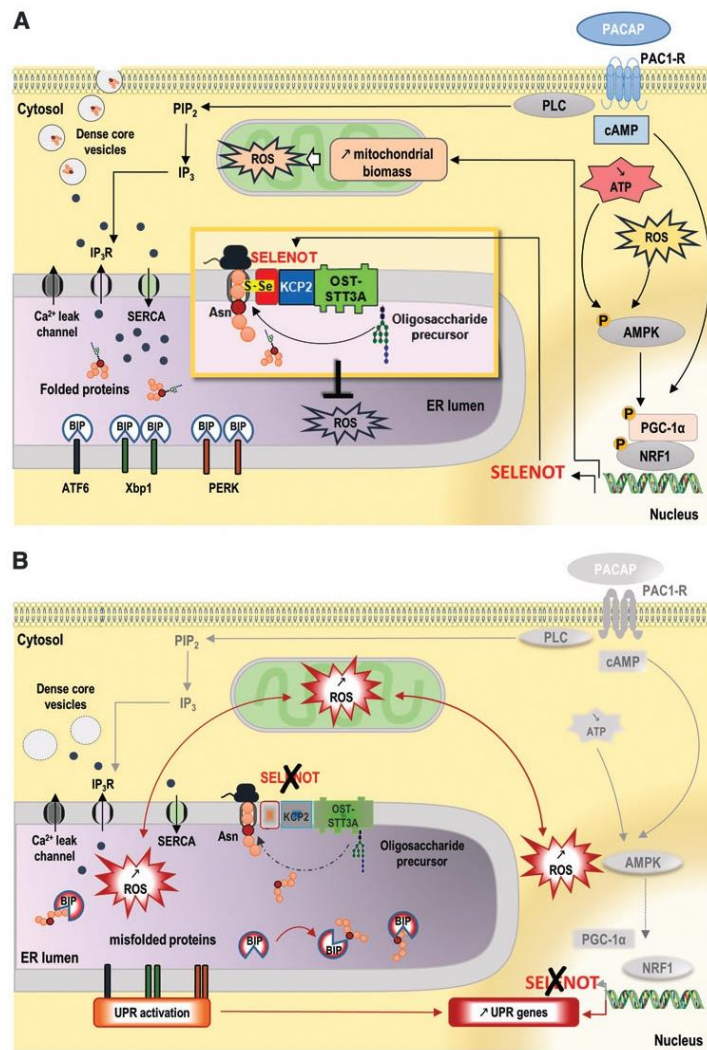 A
PACAP
PAC1-R
Cytosol
PIP2
PLC
cAMP
Dense core
vesicles
ROS
↗ mitochondrial
biomass
↘
ATP
IP3
ROS
IP3R
SELENOT
S-Se
KCP2
OST-
STT3A
Asn
Oligosaccharide
precursor
Ca2+ leak
channel
SERCA
P
AMPK
Folded proteins
ER lumen
ROS
P
PGC-1α
BIP
BIP
BIP
BIP
BIP
P
NRF1
SELENOT
ATF6
Xbp1
PERK
Nucleus
B
PACAP
PAC1-R
Cytosol
PIP2
PLC
cAMP
Dense core
vesicles
↗
ROS
IP3
↘
ATP
IP3R
SELENOT
KCP2
OST-
STT3A
Asn
Ca2+ leak
channel
SERCA
Oligosaccharide
precursor
↗
ROS
↗
ROS
AMPK
BIP
misfolded proteins
BIP
BIP
BIP
ER lumen
PGC-1α
NRF1
SELENOT
UPR activation
↗ UPR genes
Nucleus